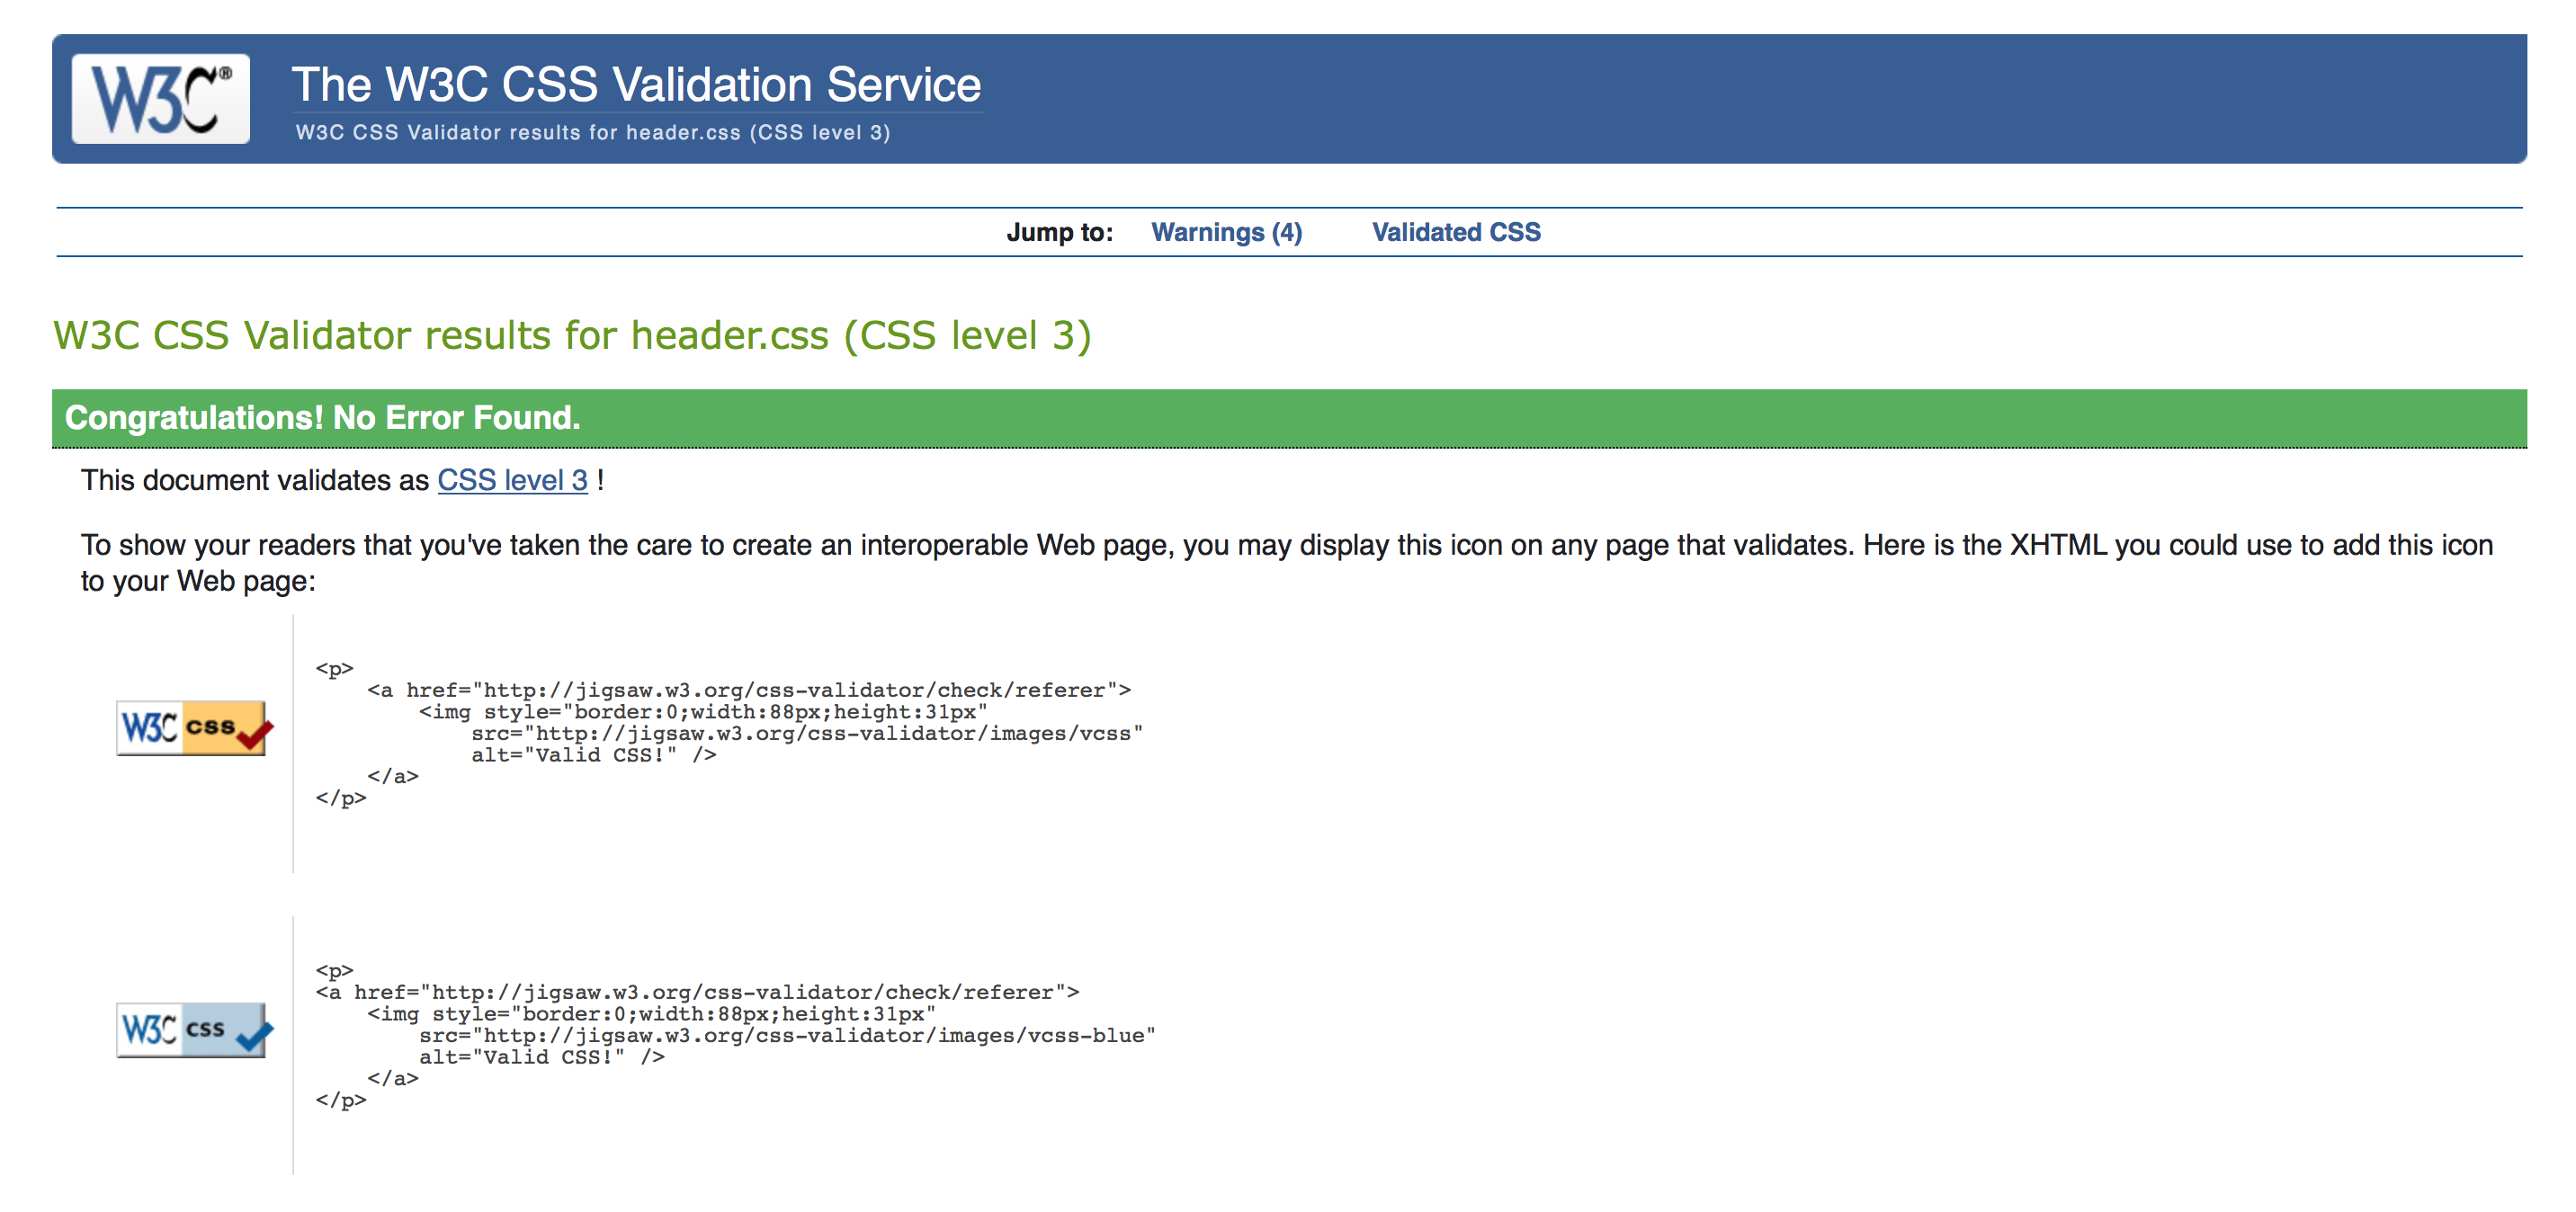 W3C®
The W3C CSS Validation Service
W3C CSS Validator results for header.css (CSS level 3)
Jump to: Warnings (4) Validated CSS
W3C CSS Validator results for header.css (CSS level 3)
Congratulations! No Error Found.
This document validates as CSS level 3 !
To show your readers that you've taken the care to create an interoperable Web page, you may display this icon on any page that validates. Here is the XHTML you could use to add this icon
to your Web page:
W3C css
<p>
    <a href="http://jigsaw.w3.org/css-validator/check/referer">
        <img style="border:0;width:88px;height:31px"
            src="http://jigsaw.w3.org/css-validator/images/vcss"
            alt="Valid CSS!" />
    </a>
</p>
W3C css
<p>
<a href="http://jigsaw.w3.org/css-validator/check/referer">
    <img style="border:0;width:88px;height:31px"
        src="http://jigsaw.w3.org/css-validator/images/vcss-blue"
        alt="Valid CSS!" />
    </a>
</p>